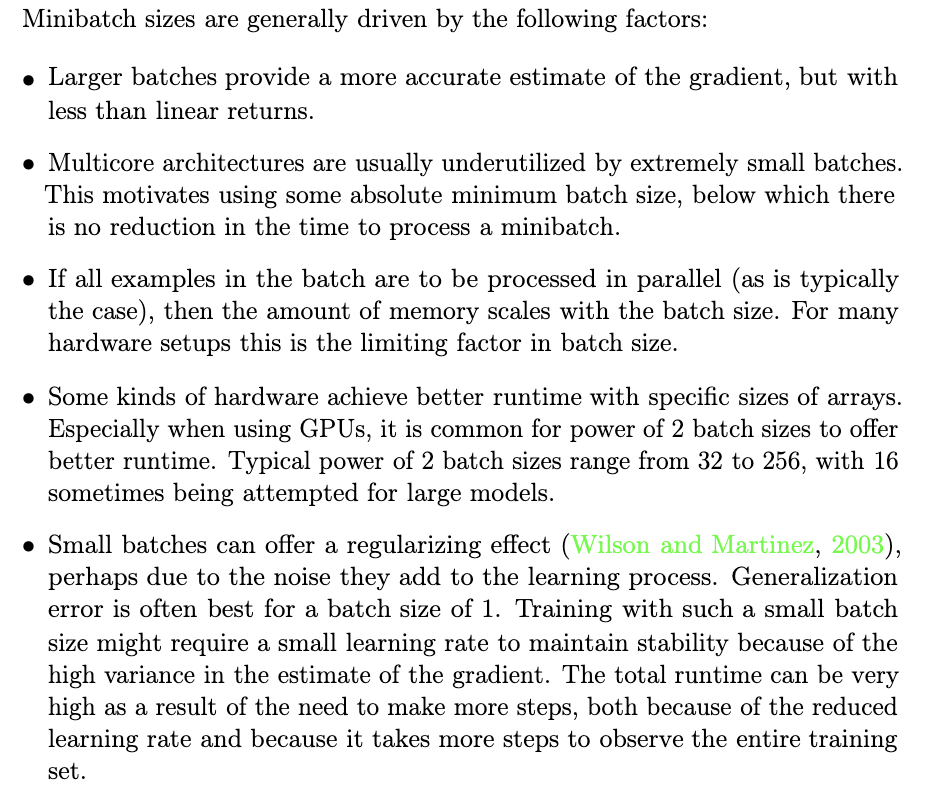 Minibatch sizes are generally driven by the following factors:
• Larger batches provide a more accurate estimate of the gradient, but with
less than linear returns.
• Multicore architectures are usually underutilized by extremely small batches.
This motivates using some absolute minimum batch size, below which there
is no reduction in the time to process a minibatch.
• If all examples in the batch are to be processed in parallel (as is typically
the case), then the amount of memory scales with the batch size. For many
hardware setups this is the limiting factor in batch size.
• Some kinds of hardware achieve better runtime with specific sizes of arrays.
Especially when using GPUs, it is common for power of 2 batch sizes to offer
better runtime. Typical power of 2 batch sizes range from 32 to 256, with 16
sometimes being attempted for large models.
• Small batches can offer a regularizing effect (Wilson and Martinez, 2003),
perhaps due to the noise they add to the learning process. Generalization
error is often best for a batch size of 1. Training with such a small batch
size might require a small learning rate to maintain stability because of the
high variance in the estimate of the gradient. The total runtime can be very
high as a result of the need to make more steps, both because of the reduced
learning rate and because it takes more steps to observe the entire training
set.